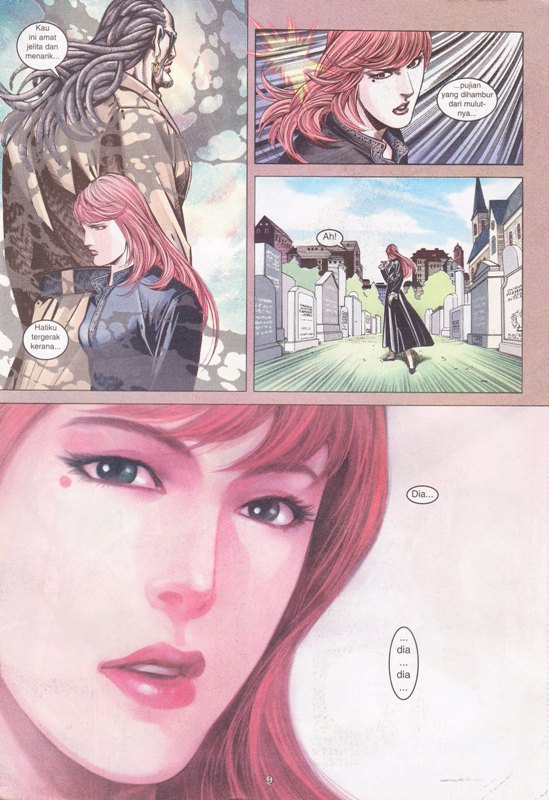 Kau
ini amat
jelita dan
menarik...
Hatiku
tergerak
kerana...
...pujian
yang dihambur
dari mulut-
nya...
Ah!
Dia...
...
dia
...
dia
...
9